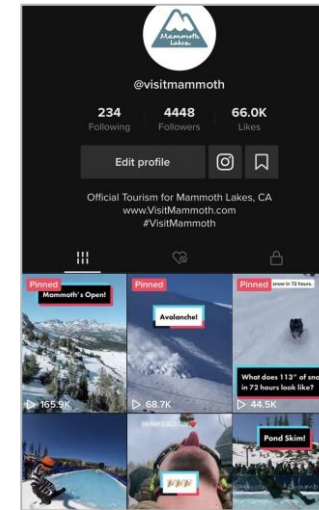 Mammoth
Lakes.
@visitmammoth
234 4448 66.0K
Following Followers Likes
Edit profile
Official Tourism for Mammoth Lakes, CA
www.VisitMammoth.com
#VisitMammoth
Pinned
Mammoth's Open!
165.9K
Pinned
Avalanche!
68.7K
Pinned
snow in 72 hours.
What does 113" of sno
in 72 hours look like?
44.5K
Pond Skim!